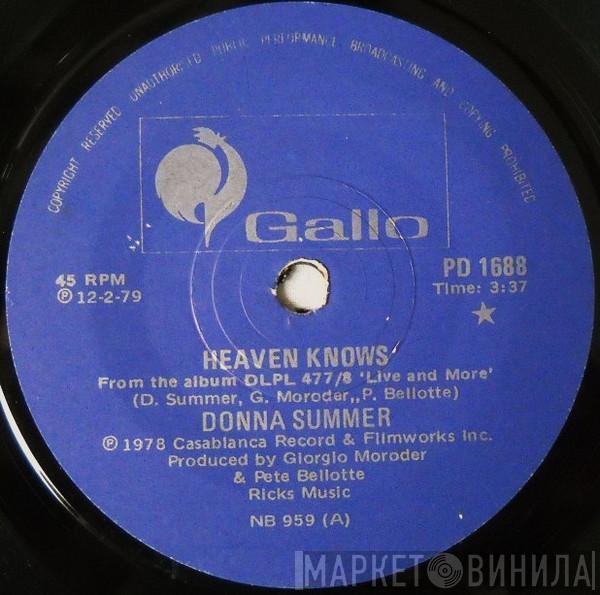 COPYRIGHT RESERVED UNAUTHORISED PUBLIC PERFORMANCE BROADCASTING AND COPYING PROHIBITED
Gallo
45 RPM
℗ 12-2-79
PD 1688
Time: 3:37
HEAVEN KNOWS
From the album DLPL 477/8 'Live and More'
(D. Summer, G. Moroder,, P. Bellotte)
DONNA SUMMER
℗ 1978 Casablanca Record & Filmworks Inc.
Produced by Giorgio Moroder
& Pete Bellotte
Ricks Music
NB 959 (A)
МАРКЕТ ВИНИЛА